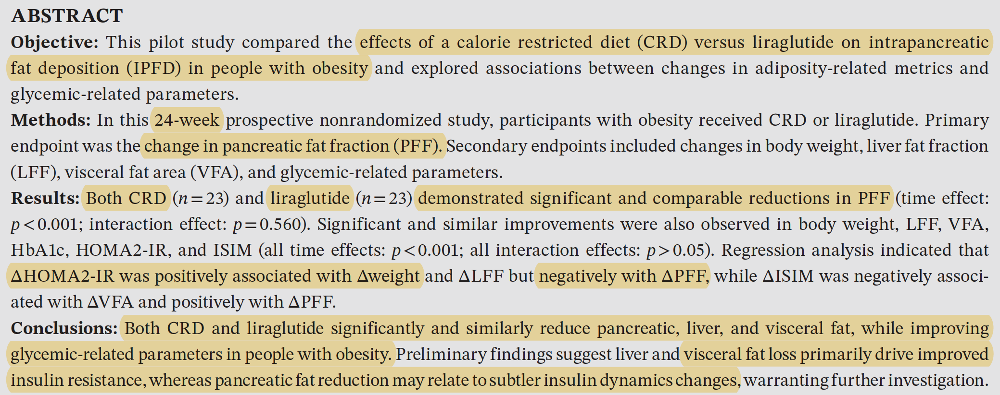 ABSTRACT
Objective: This pilot study compared the effects of a calorie restricted diet (CRD) versus liraglutide on intrapancreatic
fat deposition (IPFD) in people with obesity and explored associations between changes in adiposity-related metrics and
glycemic-related parameters.
Methods: In this 24-week prospective nonrandomized study, participants with obesity received CRD or liraglutide. Primary
endpoint was the change in pancreatic fat fraction (PFF). Secondary endpoints included changes in body weight, liver fat fraction
(LFF), visceral fat area (VFA), and glycemic-related parameters.
Results: Both CRD (n=23) and liraglutide (n=23) demonstrated significant and comparable reductions in PFF (time effect:
p<0.001; interaction effect: p=0.560). Significant and similar improvements were also observed in body weight, LFF, VFA,
HbA1c, HOMA2-IR, and ISIM (all time effects: p<0.001; all interaction effects: p>0.05). Regression analysis indicated that
ΔHOMA2-IR was positively associated with Δweight and ΔLFF but negatively with ΔPFF, while ΔISIM was negatively associ-
ated with ΔVFA and positively with ΔPFF.
Conclusions: Both CRD and liraglutide significantly and similarly reduce pancreatic, liver, and visceral fat, while improving
glycemic-related parameters in people with obesity. Preliminary findings suggest liver and visceral fat loss primarily drive improved
insulin resistance, whereas pancreatic fat reduction may relate to subtler insulin dynamics changes, warranting further investigation.